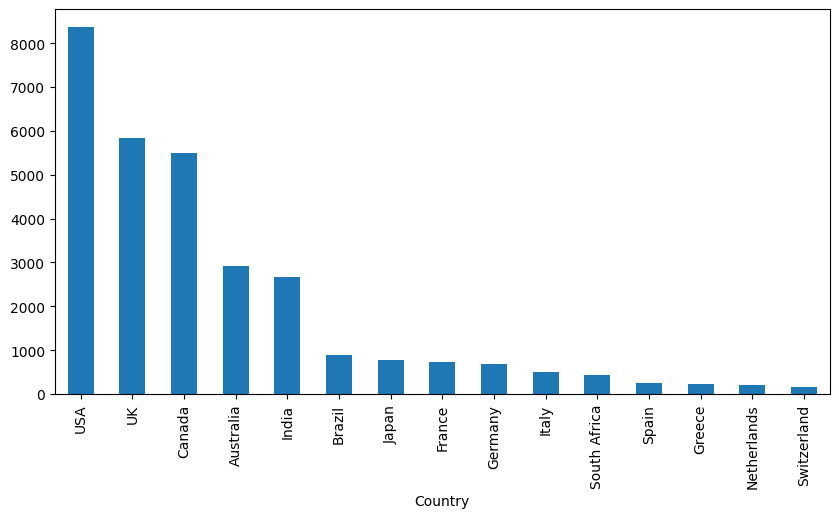 8000
7000
6000
5000
4000
3000
2000
1000
0
USA
UK
Canada
Australia
India
Brazil
Japan
France
Germany
Italy
South Africa
Spain
Greece
Netherlands
Switzerland
Country